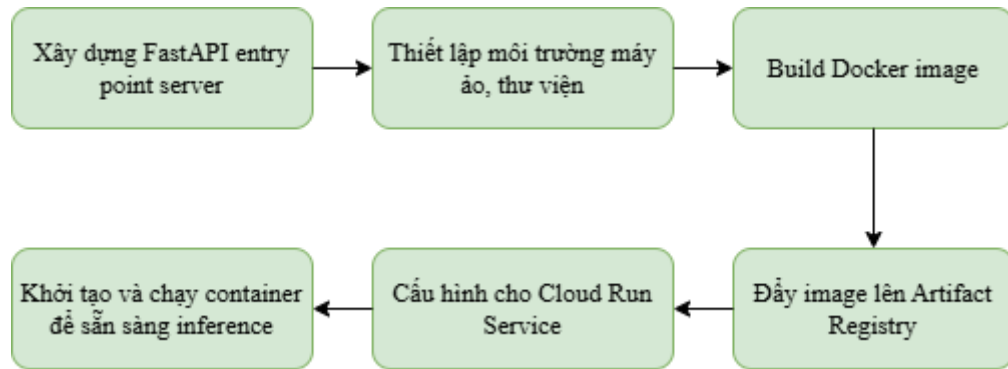 Xây dựng FastAPI entry
point server
Thiết lập môi trường máy
ảo, thư viện
Build Docker image
Đẩy image lên Artifact
Registry
Cấu hình cho Cloud Run
Service
Khởi tạo và chạy container
để sẵn sàng inference